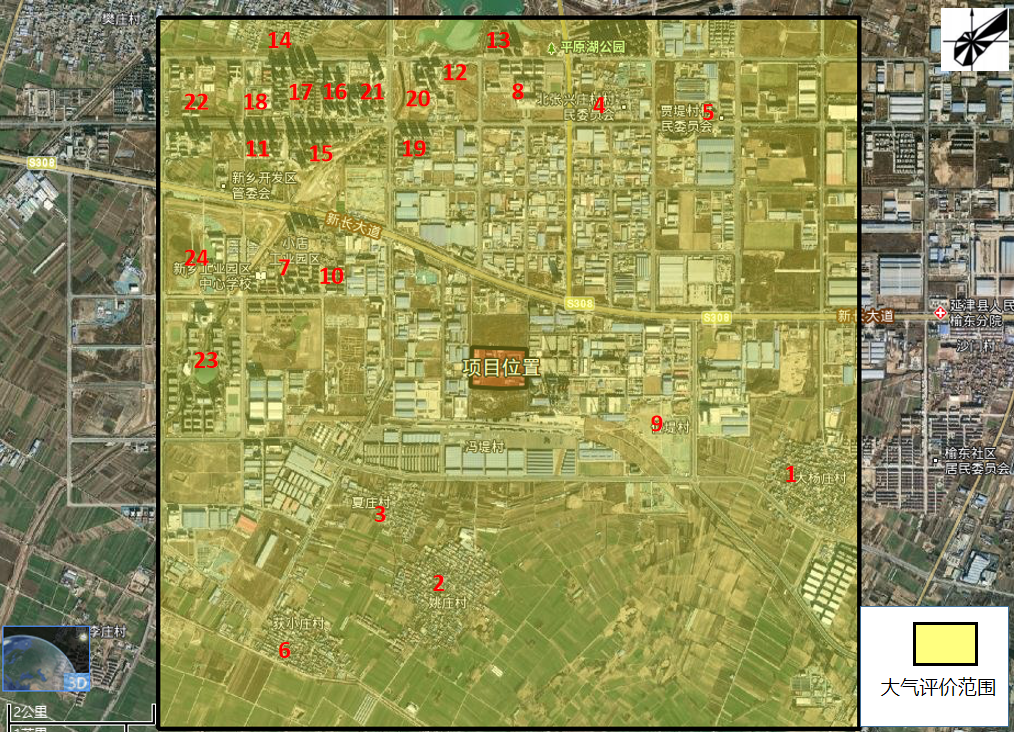 樊庄村
14
13
平原湖公园
12
22
18
17
16
21
20
8
4
民委员会
5
贾堤村
民委员会
11
15
19
S308
新乡开发区
管委会
新长大道
24
小店
工业园区
7
10
新乡工业园区
中心学校
S308
S308
新长大道
延津县人民
榆东分院
沙门村
23
项目位置
9
冯堤村
榆东社区
居民委员会
1
大杨庄村
夏庄村
3
2
姚庄村
获小庄村
6
李庄村
3D
2公里
大气评价范围